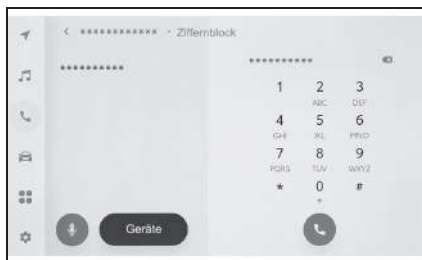 ************ • Ziffernblock
**********
**********
1 2 3
ABC DEF
4 5 6
GHI JKL MNO
7 8 9
PQRS TUV WXYZ
* 0 #
+
Geräte